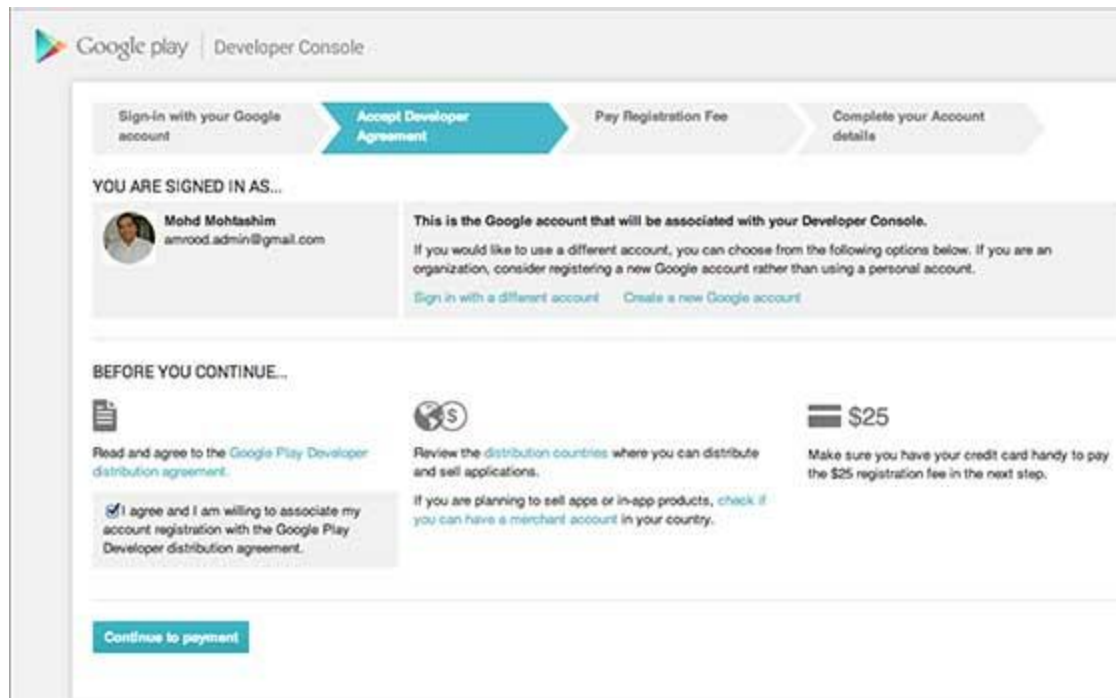 Google play | Developer Console
Sign-in with your Google
account
Accept Developer
Agreement
Pay Registration Fee
Complete your Account
details
YOU ARE SIGNED IN AS...
Mohd Mohtashim
amrood.admin@gmail.com
This is the Google account that will be associated with your Developer Console.
If you would like to use a different account, you can choose from the following options below. If you are an
organization, consider registering a new Google account rather than using a personal account.
Sign in with a different account Create a new Google account
BEFORE YOU CONTINUE...
Read and agree to the Google Play Developer
distribution agreement.
I agree and I am willing to associate my
account registration with the Google Play
Developer distribution agreement.
$
Review the distribution countries where you can distribute
and sell applications.
If you are planning to sell apps or in-app products, check if
you can have a merchant account in your country.
$25
Make sure you have your credit card handy to pay
the $25 registration fee in the next step.
Continue to payment